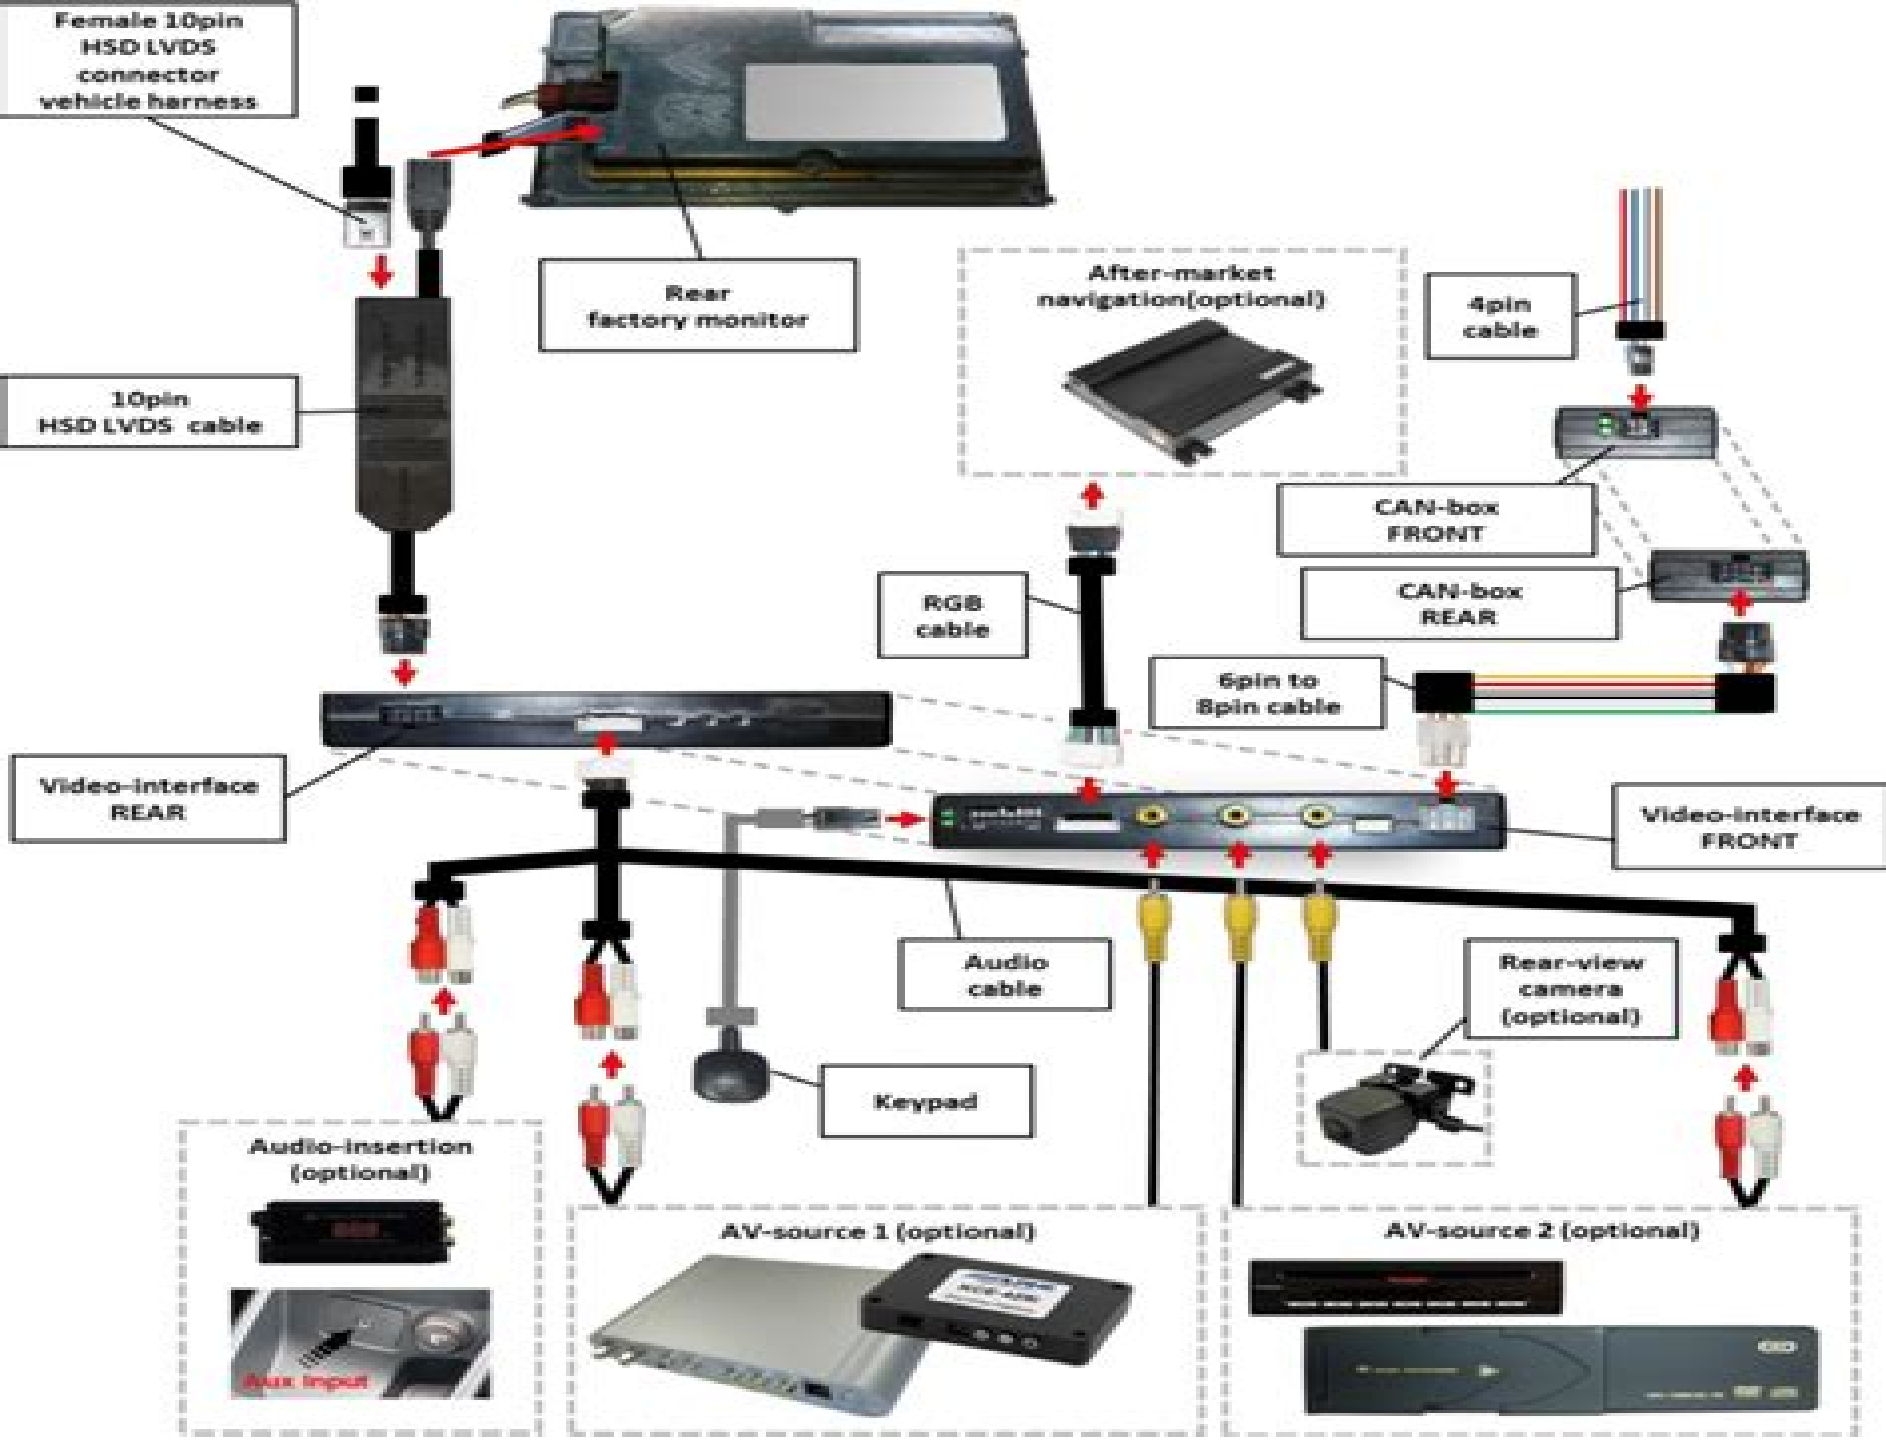 Female 10pin
HSD LVDS
connector
vehicle harness
Rear
factory monitor
After-market
navigation(optional)
4pin
cable
10pin
HSD LVDS cable
CAN-box
FRONT
CAN-box
REAR
RGB
cable
6pin to
8pin cable
Video-interface
REAR
Video-interface
FRONT
Audio
cable
Rear-view
camera
(optional)
Keypad
Audio-insertion
(optional)
Aux Input
AV-source 1 (optional)
AV-source 2 (optional)